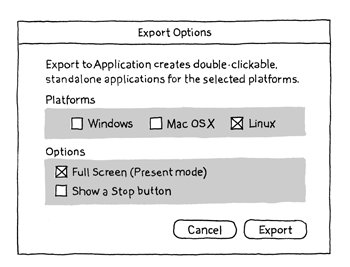 Export Options
Export to Application creates double-clickable,
standalone applications for the selected platforms.
Platforms
Windows Mac OS X Linux
Options
Full Screen (Present mode)
Show a Stop button
Cancel Export